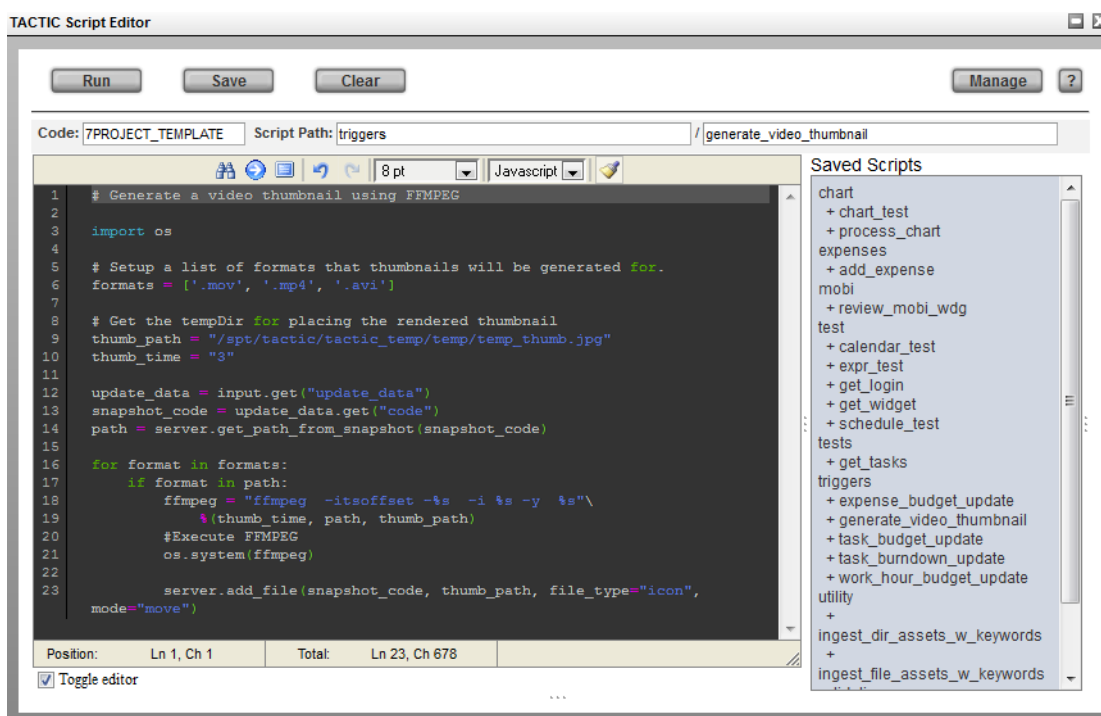 TACTIC Script Editor
Run Save Clear Manage ?
Code: 7PROJECT_TEMPLATE Script Path: triggers / generate_video_thumbnail
8 pt Javascript
1 # Generate a video thumbnail using FFMPEG
2
3 import os
4
5 # Setup a list of formats that thumbnails will be generated for.
6 formats = ['.mov', '.mp4', '.avi']
7
8 # Get the tempDir for placing the rendered thumbnail
9 thumb_path = "/spt/tactic/tactic_temp/temp/temp_thumb.jpg"
10 thumb_time = "3"
11
12 update_data = input.get("update_data")
13 snapshot_code = update_data.get("code")
14 path = server.get_path_from_snapshot(snapshot_code)
15
16 for format in formats:
17     if format in path:
18         ffmpeg = "ffmpeg  -itsoffset -%s  -i %s -y  %s"\
19             %(thumb_time, path, thumb_path)
20         #Execute FFMPEG
21         os.system(ffmpeg)
22
23         server.add_file(snapshot_code, thumb_path, file_type="icon",
mode="move")
Position: Ln 1, Ch 1 Total: Ln 23, Ch 678
Toggle editor
Saved Scripts
chart
+ chart_test
+ process_chart
expenses
+ add_expense
mobi
+ review_mobi_wdg
test
+ calendar_test
+ expr_test
+ get_login
+ get_widget
+ schedule_test
tests
+ get_tasks
triggers
+ expense_budget_update
+ generate_video_thumbnail
+ task_budget_update
+ task_burndown_update
+ work_hour_budget_update
utility
+
ingest_dir_assets_w_keywords
+
ingest_file_assets_w_keywords